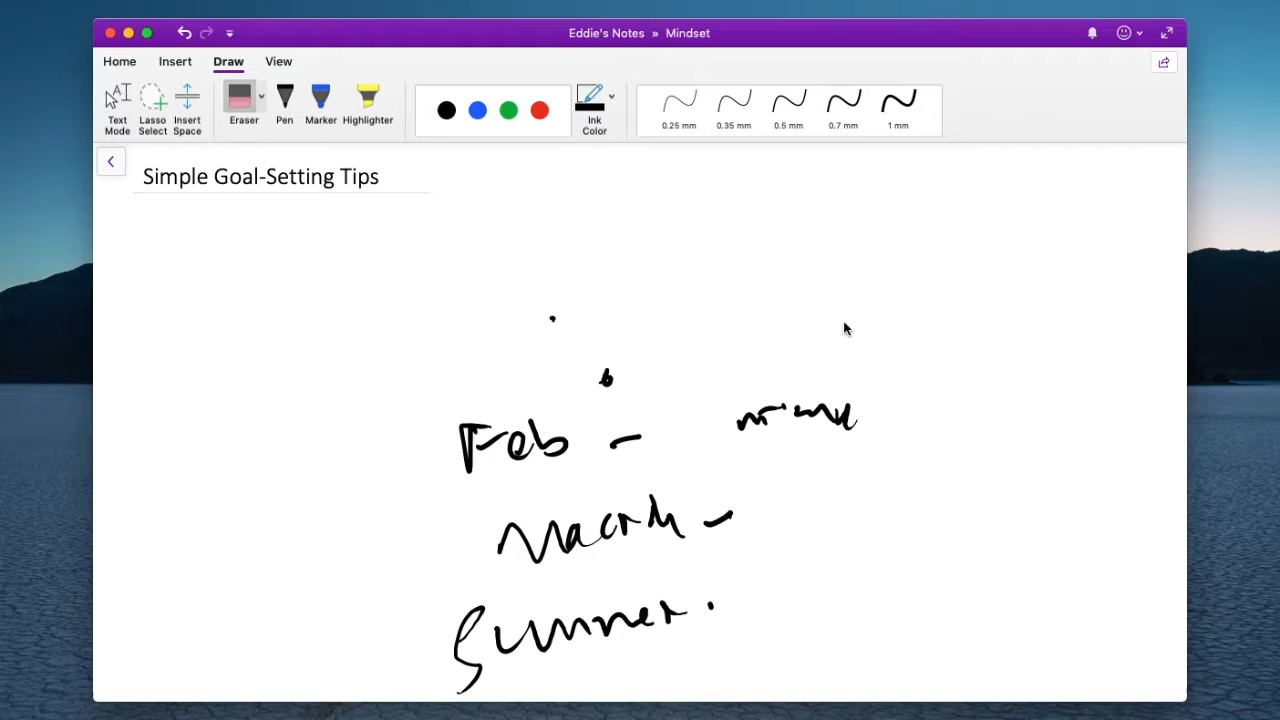 Eddie's Notes » Mindset
Home Insert Draw View
Text Mode Lasso Select Insert Space Eraser Pen Marker Highlighter Ink Color 0.25 mm 0.35 mm 0.5 mm 0.7 mm 1 mm
Simple Goal-Setting Tips
Feb -
March -
Summer.